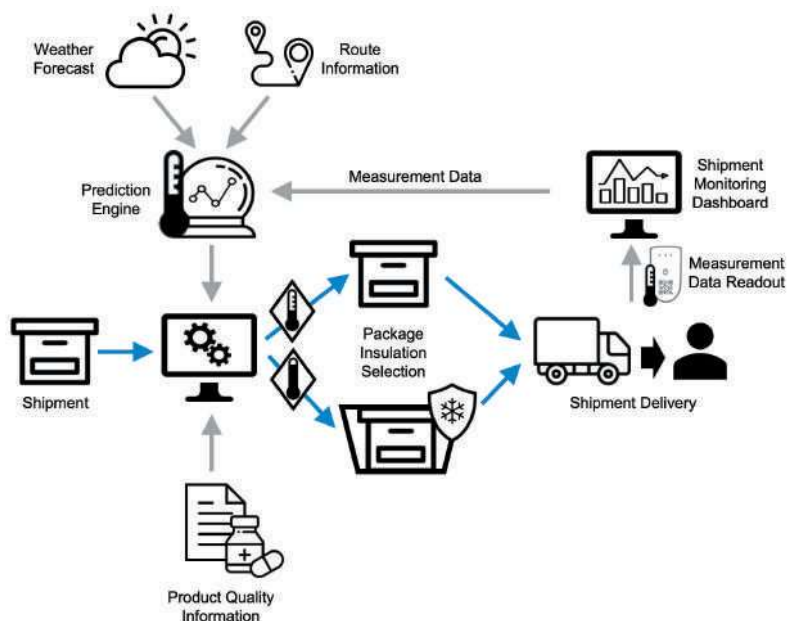 Weather
Forecast
Route
Information
Prediction
Engine
Measurement Data
Shipment
Monitoring
Dashboard
Measurement
Data Readout
Package
Insulation
Selection
Shipment
Shipment Delivery
Product Quality
Information